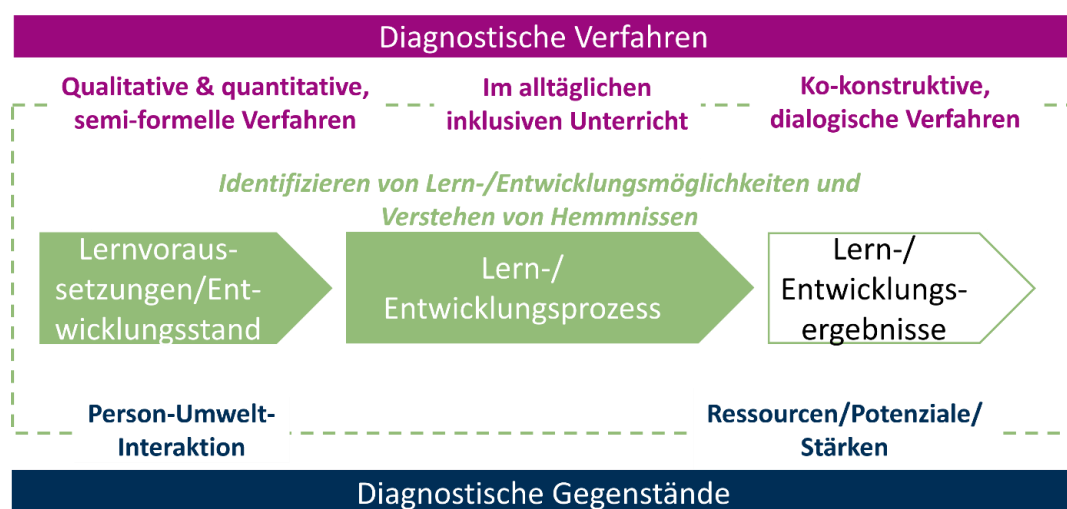 Diagnostische Verfahren
Qualitative & quantitative,
semi-formelle Verfahren
Im alltäglichen
inklusiven Unterricht
Ko-konstruktive,
dialogische Verfahren
Identifizieren von Lern-/Entwicklungsmöglichkeiten und
Verstehen von Hemmnissen
Lernvoraus-
setzungen/Ent-
wicklungsstand
Lern-/
Entwicklungsprozess
Lern-/
Entwicklungs-
ergebnisse
Person-Umwelt-
Interaktion
Ressourcen/Potenziale/
Stärken
Diagnostische Gegenstände